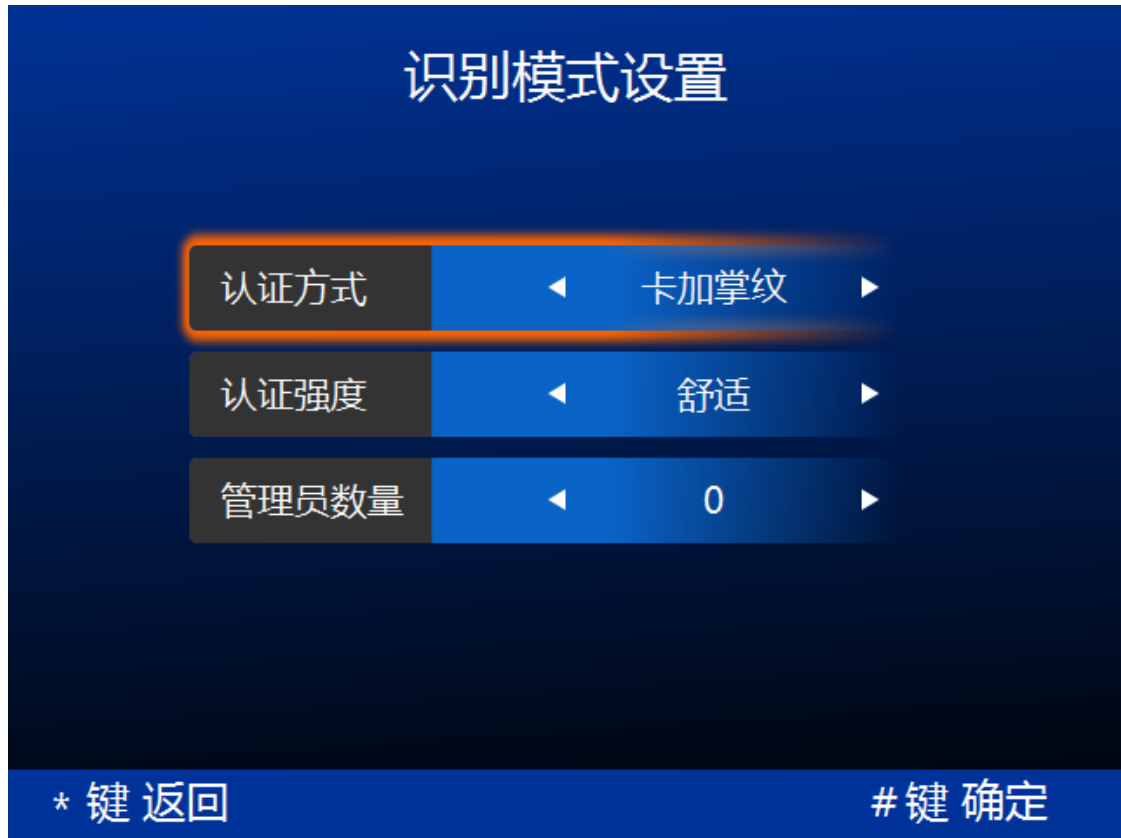 识别模式设置
认证方式 ◀ 卡加掌纹 ▶
认证强度 ◀ 舒适 ▶
管理员数量 ◀ 0 ▶
* 键 返回 #键 确定